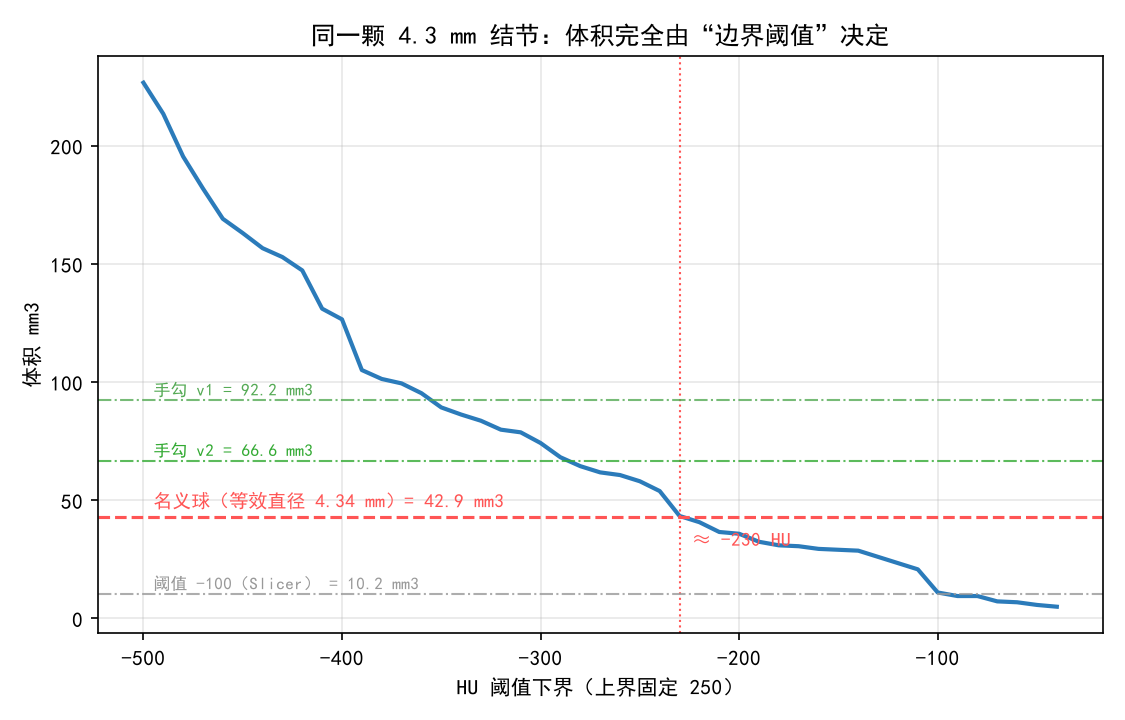 同一颗 4.3 mm 结节：体积完全由“边界阈值”决定
体积 mm3
200
150
100
50
0
手勾 v1 = 92.2 mm3
手勾 v2 = 66.6 mm3
名义球（等效直径 4.34 mm）= 42.9 mm3
≈ −230 HU
阈值 -100（Slicer） = 10.2 mm3
−500
−400
−300
−200
−100
HU 阈值下界（上界固定 250）